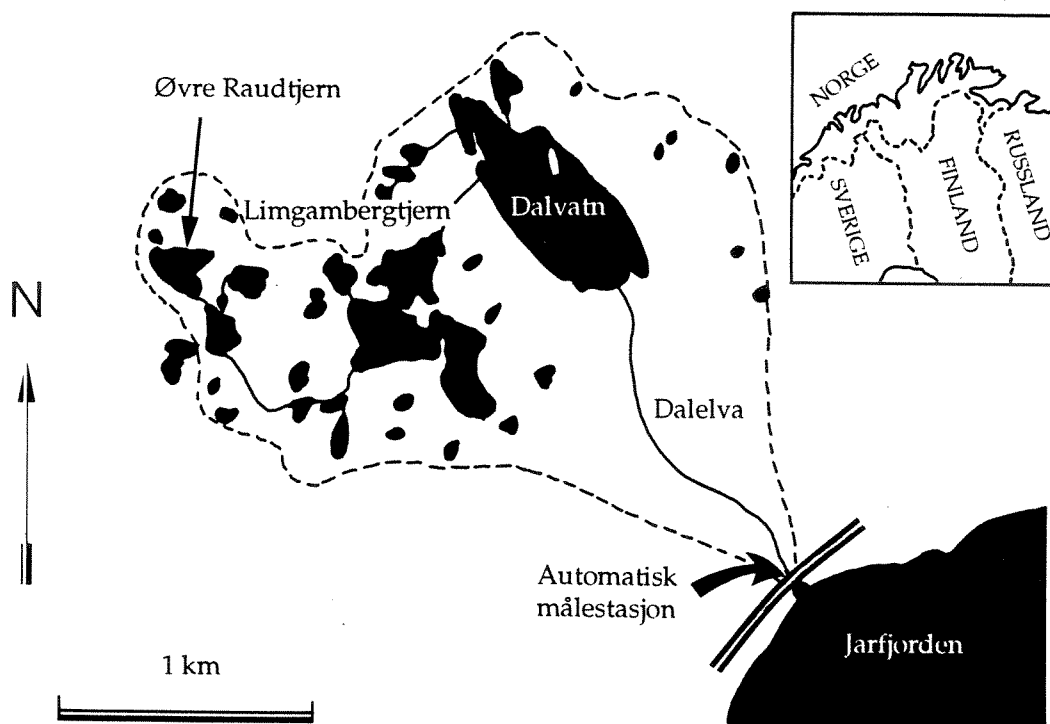 Øvre Raudtjern
Limgambergtjern
Dalvatn
NORGE
SVERIGE
FINLAND
RUSSLAND
N
Dalelva
Automatisk
målestasjon
Jarfjorden
1 km